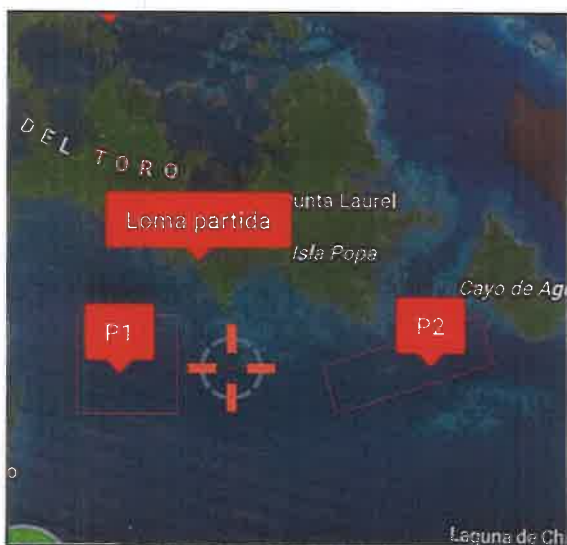 DEL TORO
unta Laurel
Loma partida
Isla Popa
Cayo de Ag
P1
P2
o
Laguna de Ch